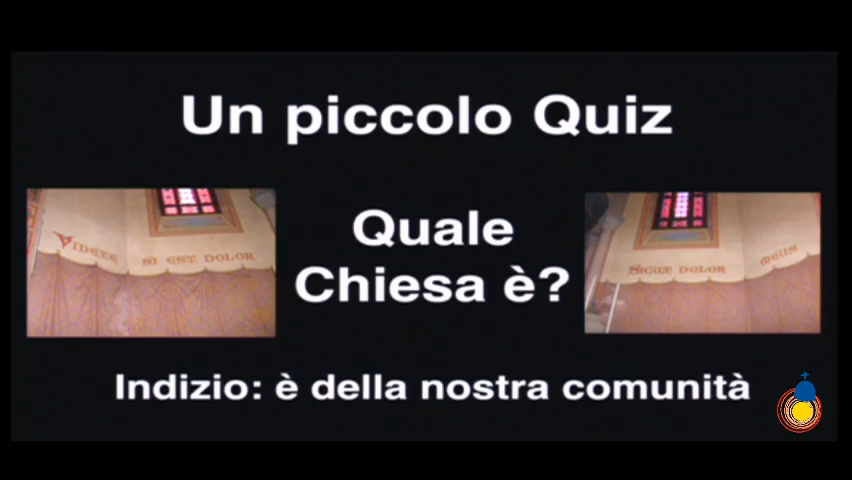 Un piccolo Quiz
VIDETE SI EST DOLOR
Quale
Chiesa è?
SICUT DOLOR MEUS
Indizio: è della nostra comunità